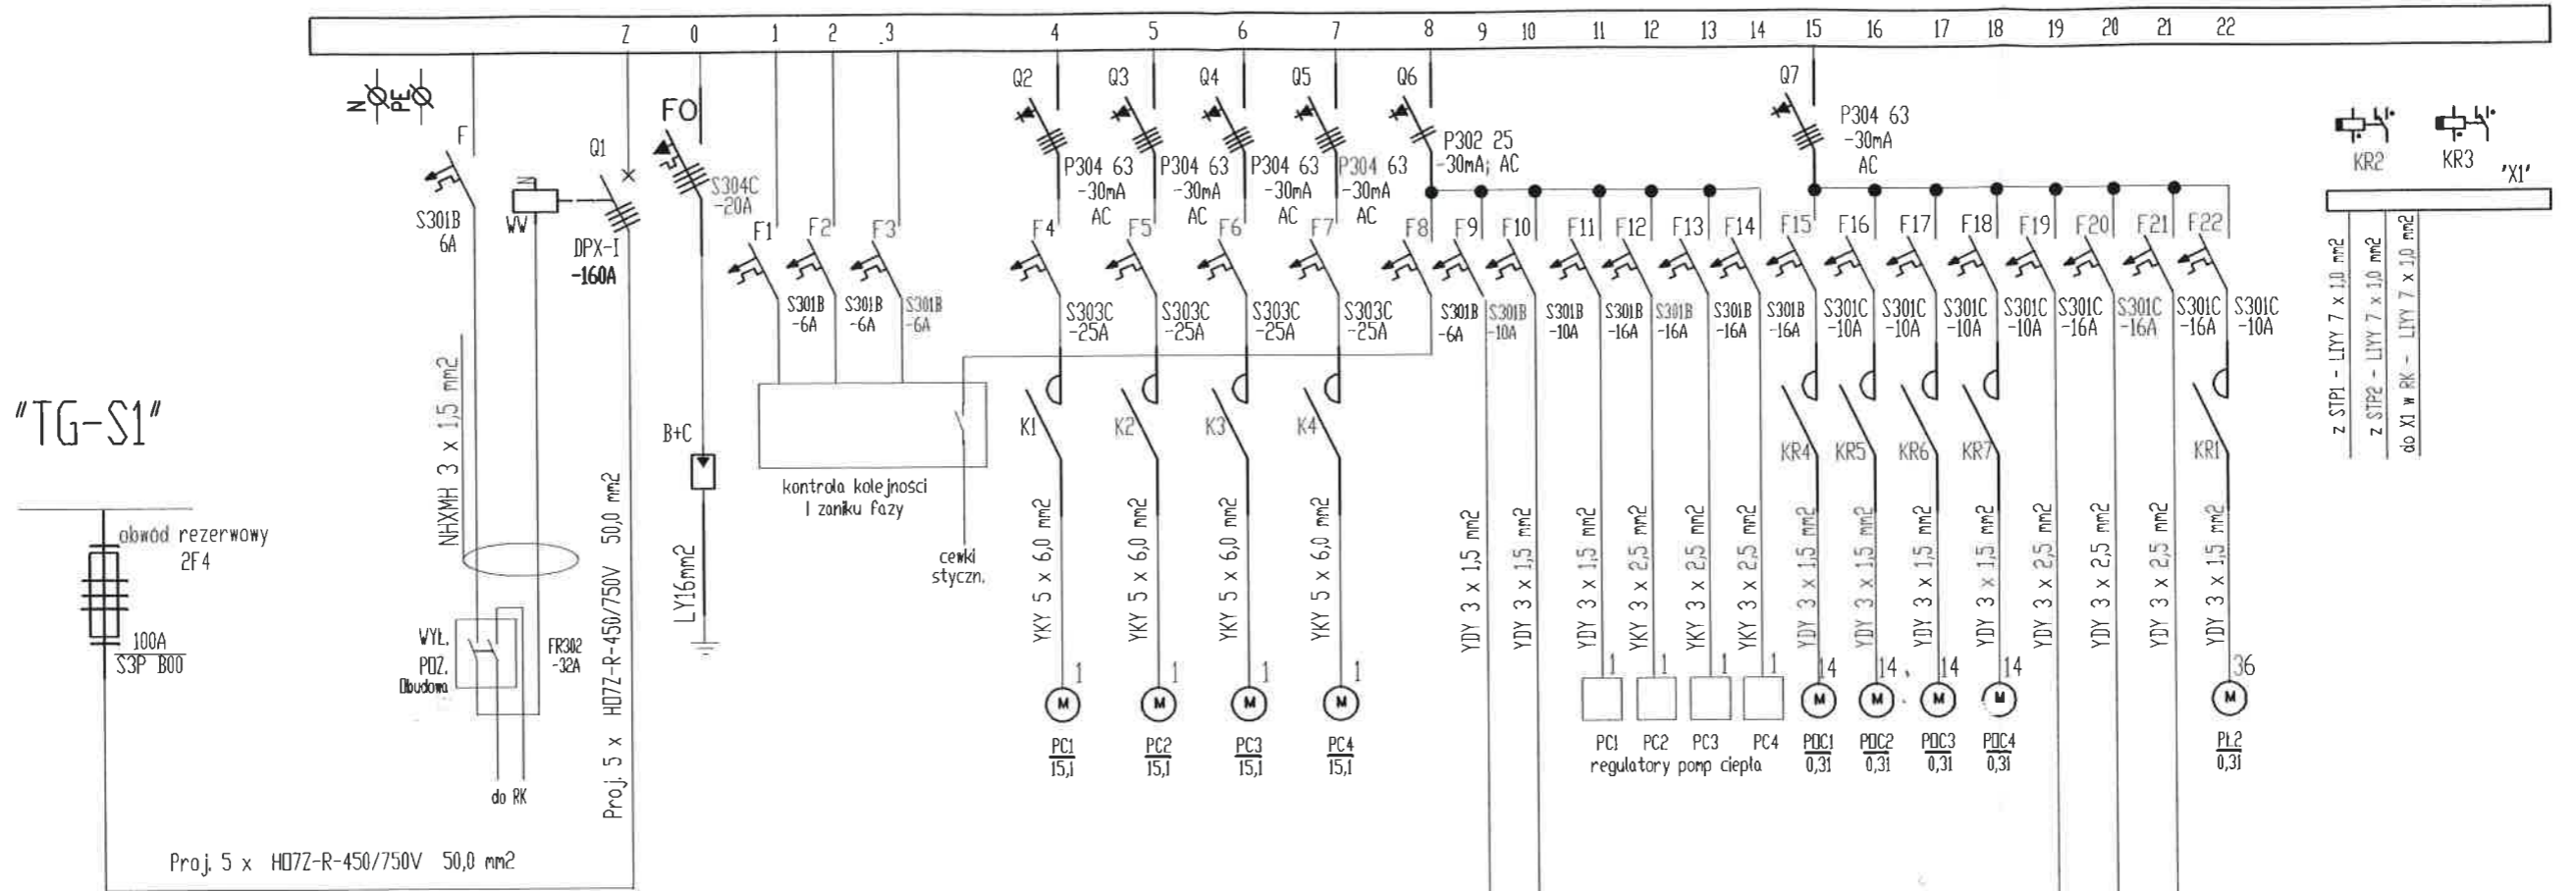 Z 0 1 2 3 4 5 6 7 8 9 10 11 12 13 14 15 16 17 18 19 20 21 22
N PE
F
S301B
6A
WW
Q1
DPX-I
-160A
FO
S304C
-20A
F1
S301B
-6A
F2
S301B
-6A
F3
S301B
-6A
Q2
P304 63
-30mA
AC
Q3
P304 63
-30mA
AC
Q4
P304 63
-30mA
AC
Q5
P304 63
-30mA
AC
Q6
P302 25
-30mA; AC
Q7
P304 63
-30mA
AC
KR2
KR3
"X1"
F4
S303C
-25A
F5
S303C
-25A
F6
S303C
-25A
F7
S303C
-25A
F8
S301B
-6A
F9
S301B
-10A
F10
S301B
-10A
F11
S301B
-16A
F12
S301B
-16A
F13
S301B
-16A
F14
S301B
-16A
F15
S301C
-10A
F16
S301C
-10A
F17
S301C
-10A
F18
S301C
-10A
F19
S301C
-16A
F20
S301C
-16A
F21
S301C
-16A
F22
S301C
-10A
z STP1 - LIYY 7 x 1,0 mm2
z STP2 - LIYY 7 x 1,0 mm2
do X1 w RK - LIYY 7 x 1,0 mm2
"TG-S1"
obwód rezerwowy
2F4
100A
S3P B00
NHXMH 3 x 1,5 mm2
WYŁ.
POŻ.
Obudowa
FR302
-32A
do RK
Proj. 5 x H07Z-R-450/750V 50,0 mm2
Proj. 5 x H07Z-R-450/750V 50,0 mm2
B+C
LY16mm2
kontrola kolejności
I zaniku fazy
cewki
styczn.
K1
K2
K3
K4
KR4
KR5
KR6
KR7
KR1
YKY 5 x 6,0 mm2
YKY 5 x 6,0 mm2
YKY 5 x 6,0 mm2
YKY 5 x 6,0 mm2
YDY 3 x 1,5 mm2
YDY 3 x 1,5 mm2
YDY 3 x 1,5 mm2
YKY 3 x 2,5 mm2
YKY 3 x 2,5 mm2
YKY 3 x 2,5 mm2
YDY 3 x 1,5 mm2
YDY 3 x 1,5 mm2
YDY 3 x 1,5 mm2
YDY 3 x 1,5 mm2
YDY 3 x 2,5 mm2
YDY 3 x 2,5 mm2
YDY 3 x 2,5 mm2
YDY 3 x 1,5 mm2
1 1 1 1 1 1 1 1 14 14 14 14 36
M M M M M M M M M
PC1
15,1
PC2
15,1
PC3
15,1
PC4
15,1
PC1 PC2 PC3 PC4
regulatory pomp ciepła
POC1
0,31
POC2
0,31
POC3
0,31
POC4
0,31
PŁ2
0,31